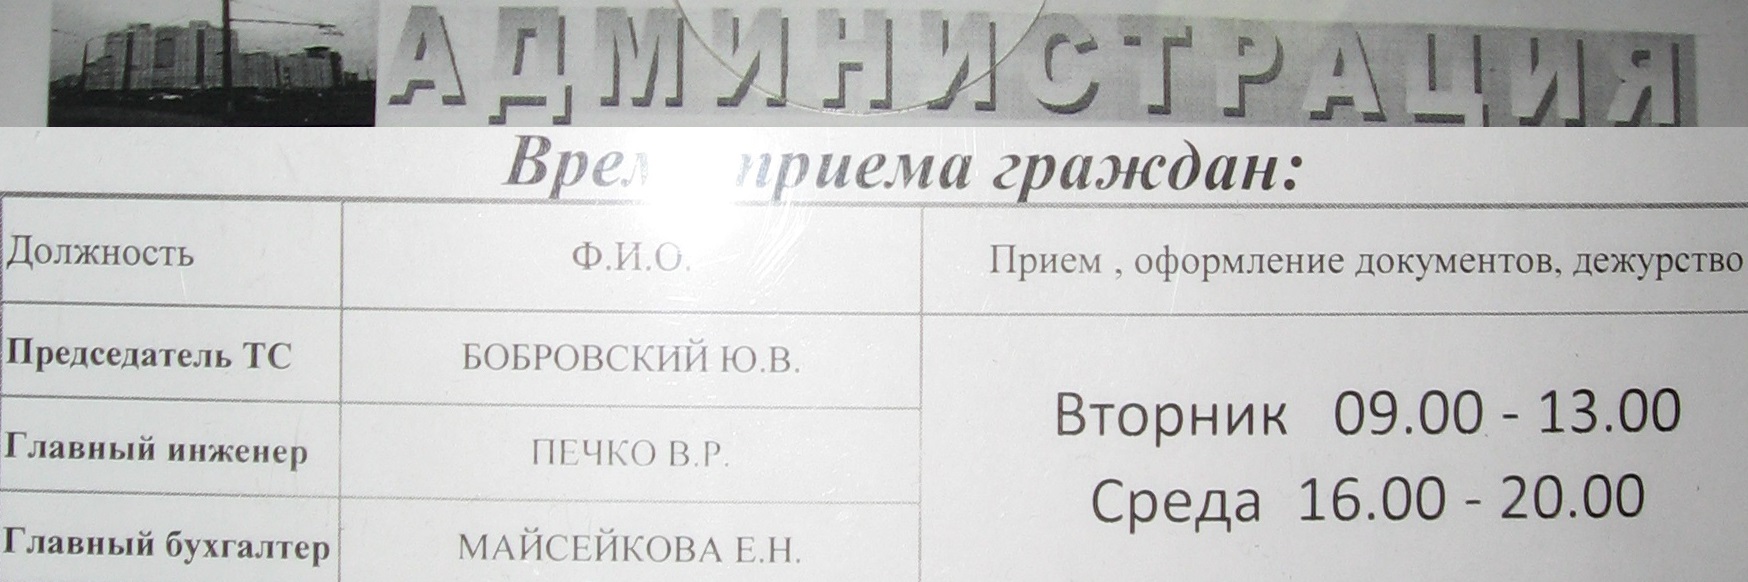 АДМИНИСТРАЦИЯ
приема граждан:
Должность Ф.И.О. Прием , оформление документов, дежурство
Председатель ТС БОБРОВСКИЙ Ю.В.
Главный инженер ПЕЧКО В.Р.
Главный бухгалтер МАЙСЕЙКОВА Е.Н.
Вторник 09.00 - 13.00
Среда 16.00 - 20.00